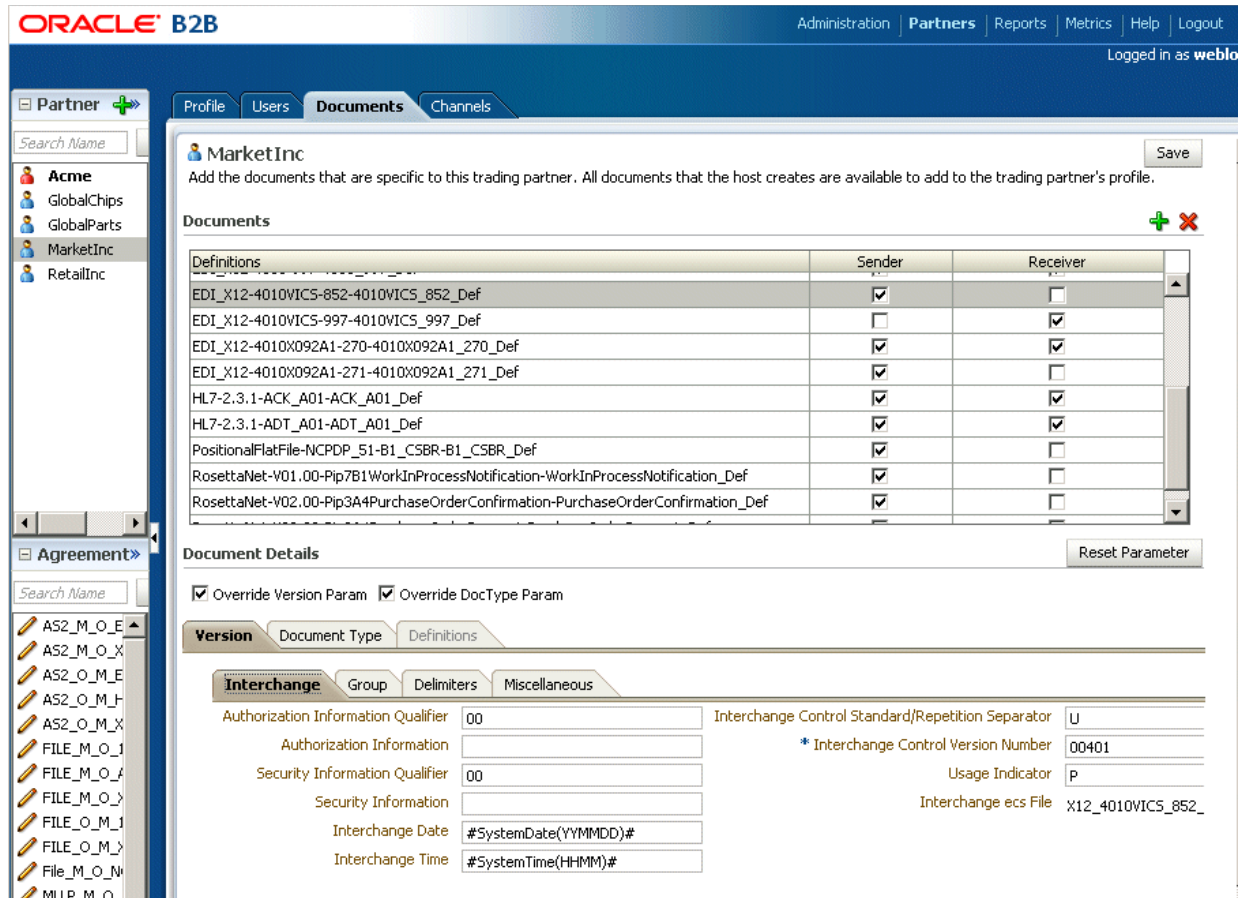 ORACLE B2B
Administration Partners Reports Metrics Help Logout
Logged in as weblo
Partner
Search Name
Acme
GlobalChips
GlobalParts
MarketInc
RetailInc
Agreement
Search Name
AS2_M_O_E
AS2_M_O_X
AS2_O_M_E
AS2_O_M_H
AS2_O_M_X
FILE_M_O_1
FILE_M_O_A
FILE_M_O_X
FILE_O_M_1
FILE_O_M_X
File_M_O_N
Profile Users Documents Channels
MarketInc
Save
Add the documents that are specific to this trading partner. All documents that the host creates are available to add to the trading partner's profile.
Documents
Definitions Sender Receiver
EDI_X12-4010VICS-852-4010VICS_852_Def
EDI_X12-4010VICS-997-4010VICS_997_Def
EDI_X12-4010X092A1-270-4010X092A1_270_Def
EDI_X12-4010X092A1-271-4010X092A1_271_Def
HL7-2.3.1-ACK_A01-ACK_A01_Def
HL7-2.3.1-ADT_A01-ADT_A01_Def
PositionalFlatFile-NCPDP_51-B1_CSBR-B1_CSBR_Def
RosettaNet-V01.00-Pip7B1WorkInProcessNotification-WorkInProcessNotification_Def
RosettaNet-V02.00-Pip3A4PurchaseOrderConfirmation-PurchaseOrderConfirmation_Def
Document Details
Reset Parameter
Override Version Param Override DocType Param
Version Document Type Definitions
Interchange Group Delimiters Miscellaneous
Authorization Information Qualifier 00
Authorization Information
Security Information Qualifier 00
Security Information
Interchange Date #SystemDate(YYMMDD)#
Interchange Time #SystemTime(HHMM)#
Interchange Control Standard/Repetition Separator U
* Interchange Control Version Number 00401
Usage Indicator P
Interchange ecs File X12_4010VICS_852_